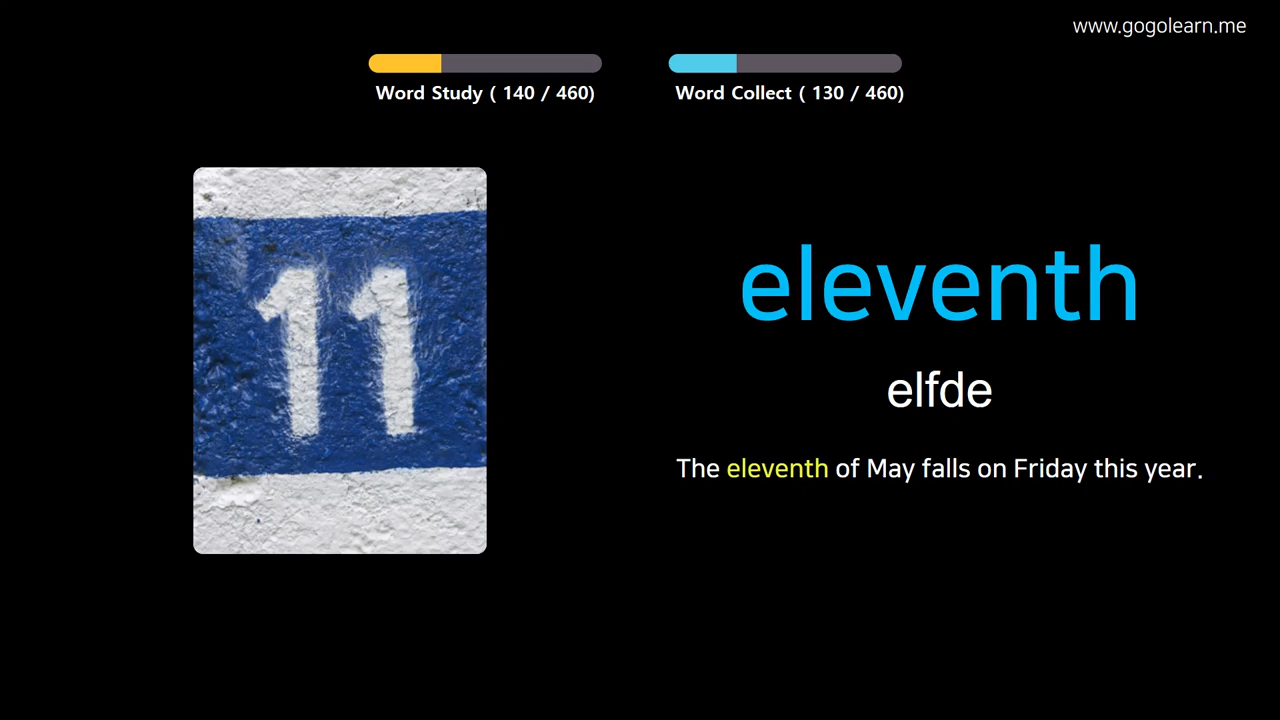 www.gogolearn.me
Word Study ( 140 / 460)
Word Collect ( 130 / 460)
11
eleventh
elfde
The eleventh of May falls on Friday this year.